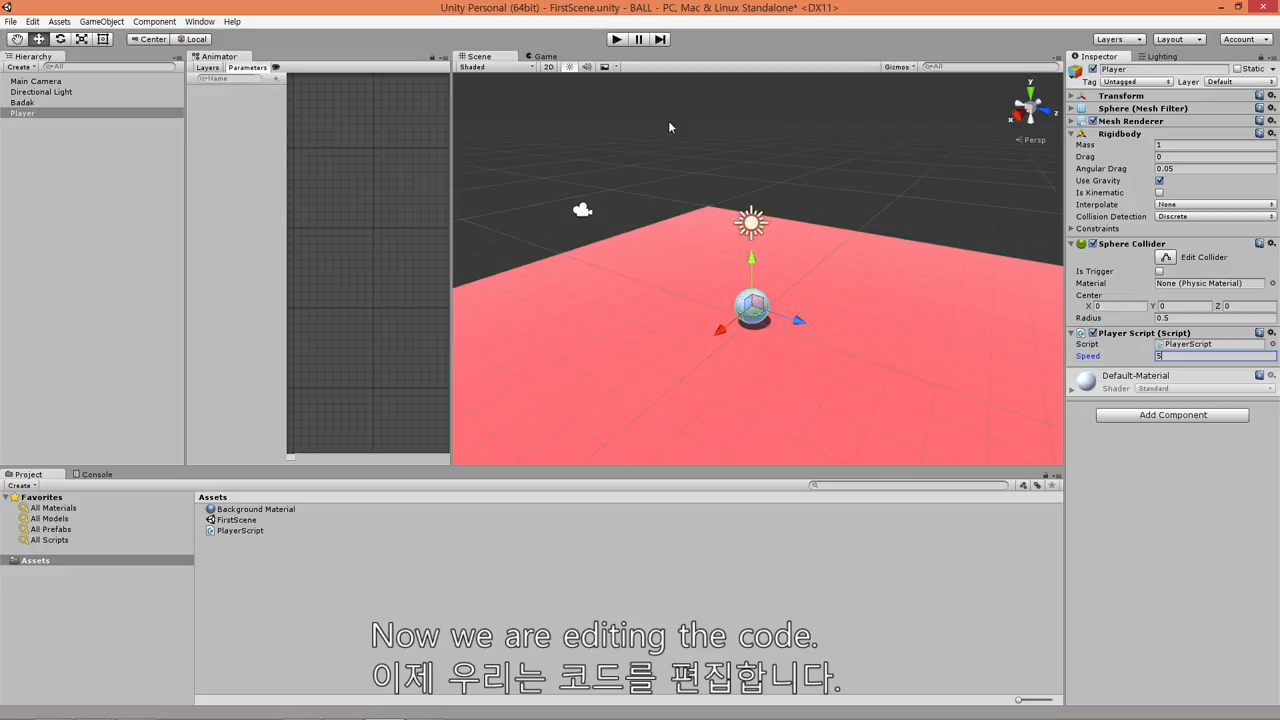 Unity Personal (64bit) - FirstScene.unity - BALL - PC, Mac & Linux Standalone* <DX11>
File Edit Assets GameObject Component Window Help
Center Local
Layers Layout Account
Hierarchy
Create All
Main Camera
Directional Light
Badak
Player
Animator
Layers Parameters
Name
Scene Game
Shaded 2D Gizmos All
y
x
z
Persp
Inspector Lighting
Player Static
Tag Untagged Layer Default
Transform
Sphere (Mesh Filter)
Mesh Renderer
Rigidbody
Mass 1
Drag 0
Angular Drag 0.05
Use Gravity
Is Kinematic
Interpolate None
Collision Detection Discrete
Constraints
Sphere Collider
Edit Collider
Is Trigger
Material None (Physic Material)
Center
X 0 Y 0 Z 0
Radius 0.5
Player Script (Script)
Script PlayerScript
Speed 5
Default-Material
Shader Standard
Add Component
Project Console
Create
Favorites
All Materials
All Models
All Prefabs
All Scripts
Assets
Assets
Background Material
FirstScene
PlayerScript
Now we are editing the code.
이제 우리는 코드를 편집합니다.